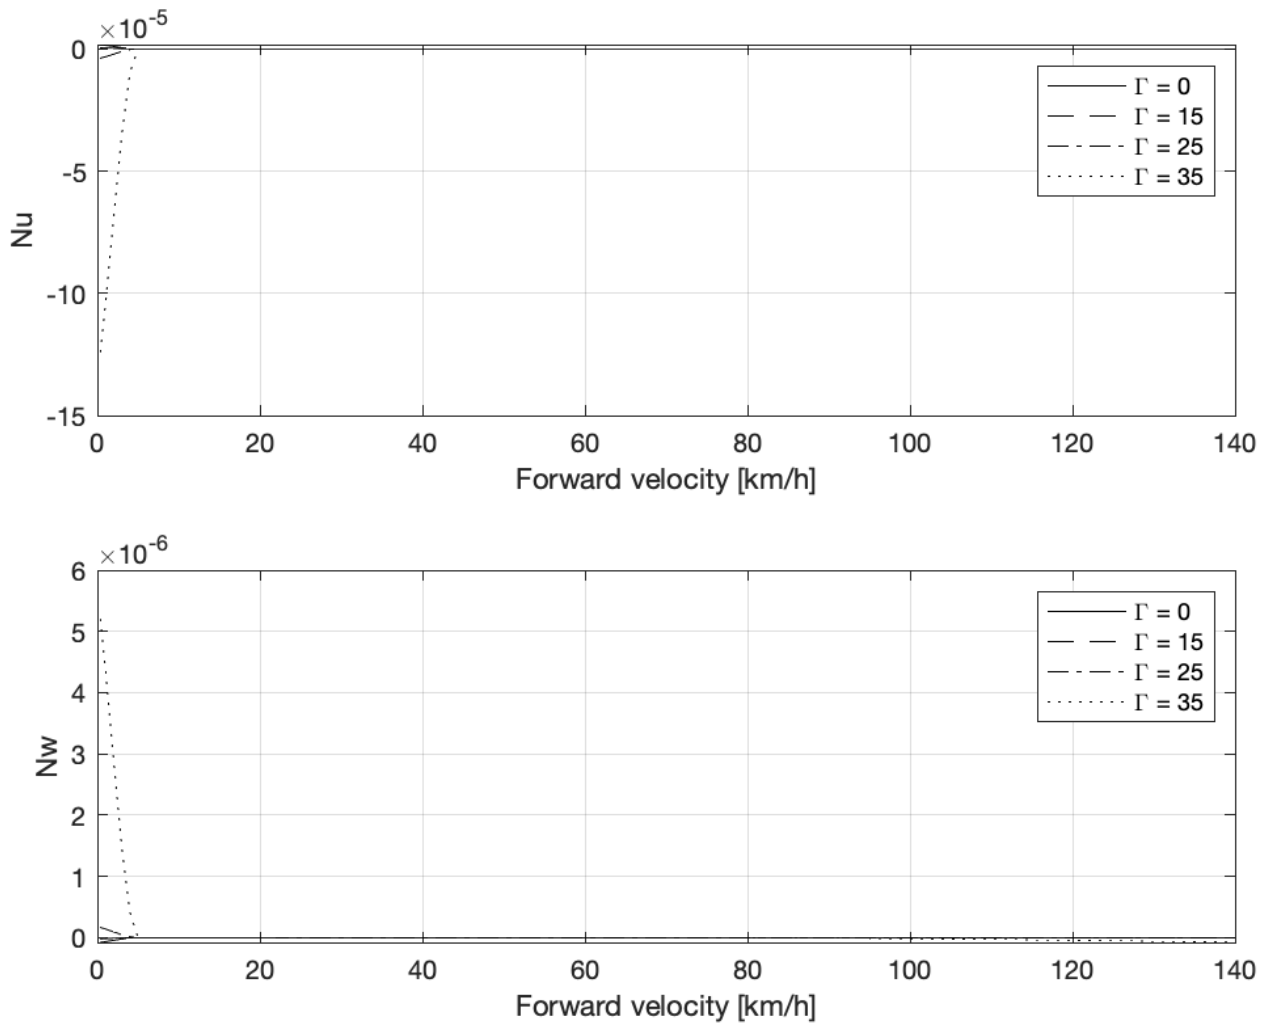 ×10-5
0
-5
-10
-15
Nu
0 20 40 60 80 100 120 140
Forward velocity [km/h]
Γ = 0
Γ = 15
Γ = 25
Γ = 35
×10-6
6
5
4
3
2
1
0
Nw
0 20 40 60 80 100 120 140
Forward velocity [km/h]
Γ = 0
Γ = 15
Γ = 25
Γ = 35